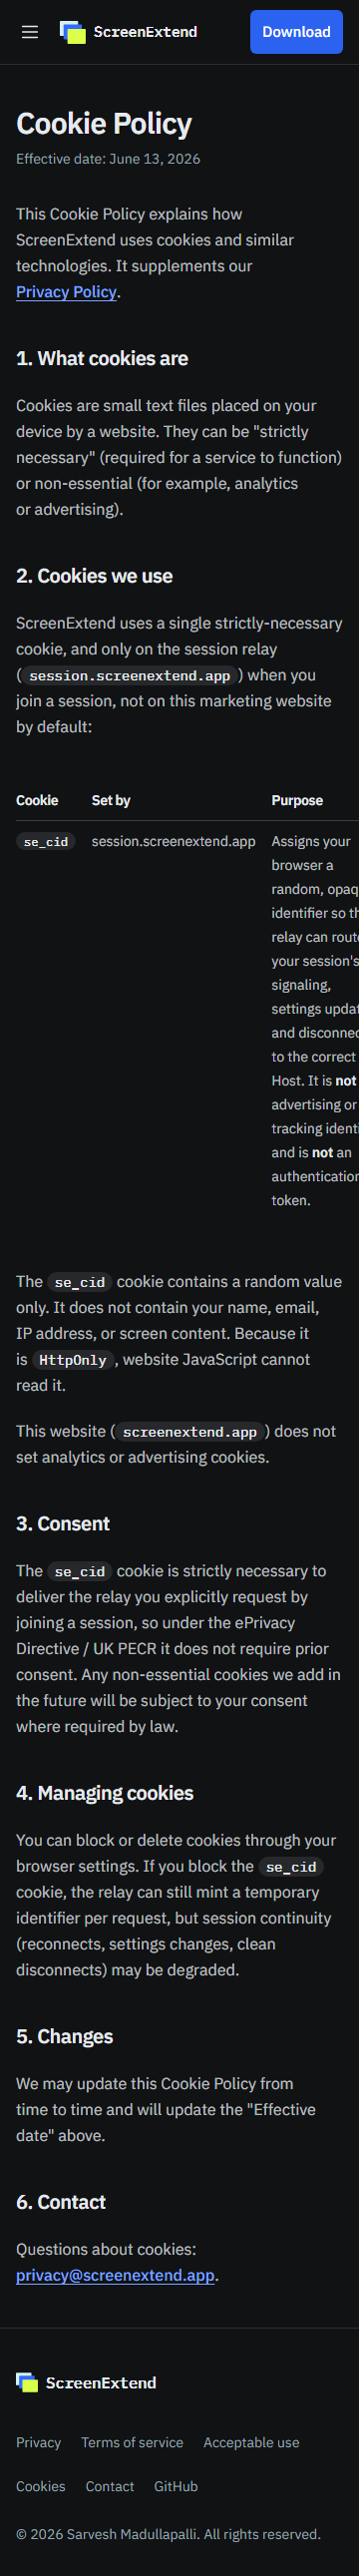 ScreenExtend
Download
Cookie Policy
Effective date: June 13, 2026
This Cookie Policy explains how
ScreenExtend uses cookies and similar
technologies. It supplements our
Privacy Policy.
1. What cookies are
Cookies are small text files placed on your
device by a website. They can be "strictly
necessary" (required for a service to function)
or non-essential (for example, analytics
or advertising).
2. Cookies we use
ScreenExtend uses a single strictly-necessary
cookie, and only on the session relay
(session.screenextend.app) when you
join a session, not on this marketing website
by default:
Cookie Set by Purpose
se_cid session.screenextend.app Assigns your
browser a
random, opaq
identifier so th
relay can rout
your session's
signaling,
settings updat
and disconnec
to the correct
Host. It is not
advertising or
tracking identi
and is not an
authentication
token.
The se_cid cookie contains a random value
only. It does not contain your name, email,
IP address, or screen content. Because it
is HttpOnly, website JavaScript cannot
read it.
This website (screenextend.app) does not
set analytics or advertising cookies.
3. Consent
The se_cid cookie is strictly necessary to
deliver the relay you explicitly request by
joining a session, so under the ePrivacy
Directive / UK PECR it does not require prior
consent. Any non-essential cookies we add in
the future will be subject to your consent
where required by law.
4. Managing cookies
You can block or delete cookies through your
browser settings. If you block the se_cid
cookie, the relay can still mint a temporary
identifier per request, but session continuity
(reconnects, settings changes, clean
disconnects) may be degraded.
5. Changes
We may update this Cookie Policy from
time to time and will update the "Effective
date" above.
6. Contact
Questions about cookies:
privacy@screenextend.app.
ScreenExtend
Privacy Terms of service Acceptable use
Cookies Contact GitHub
© 2026 Sarvesh Madullapalli. All rights reserved.